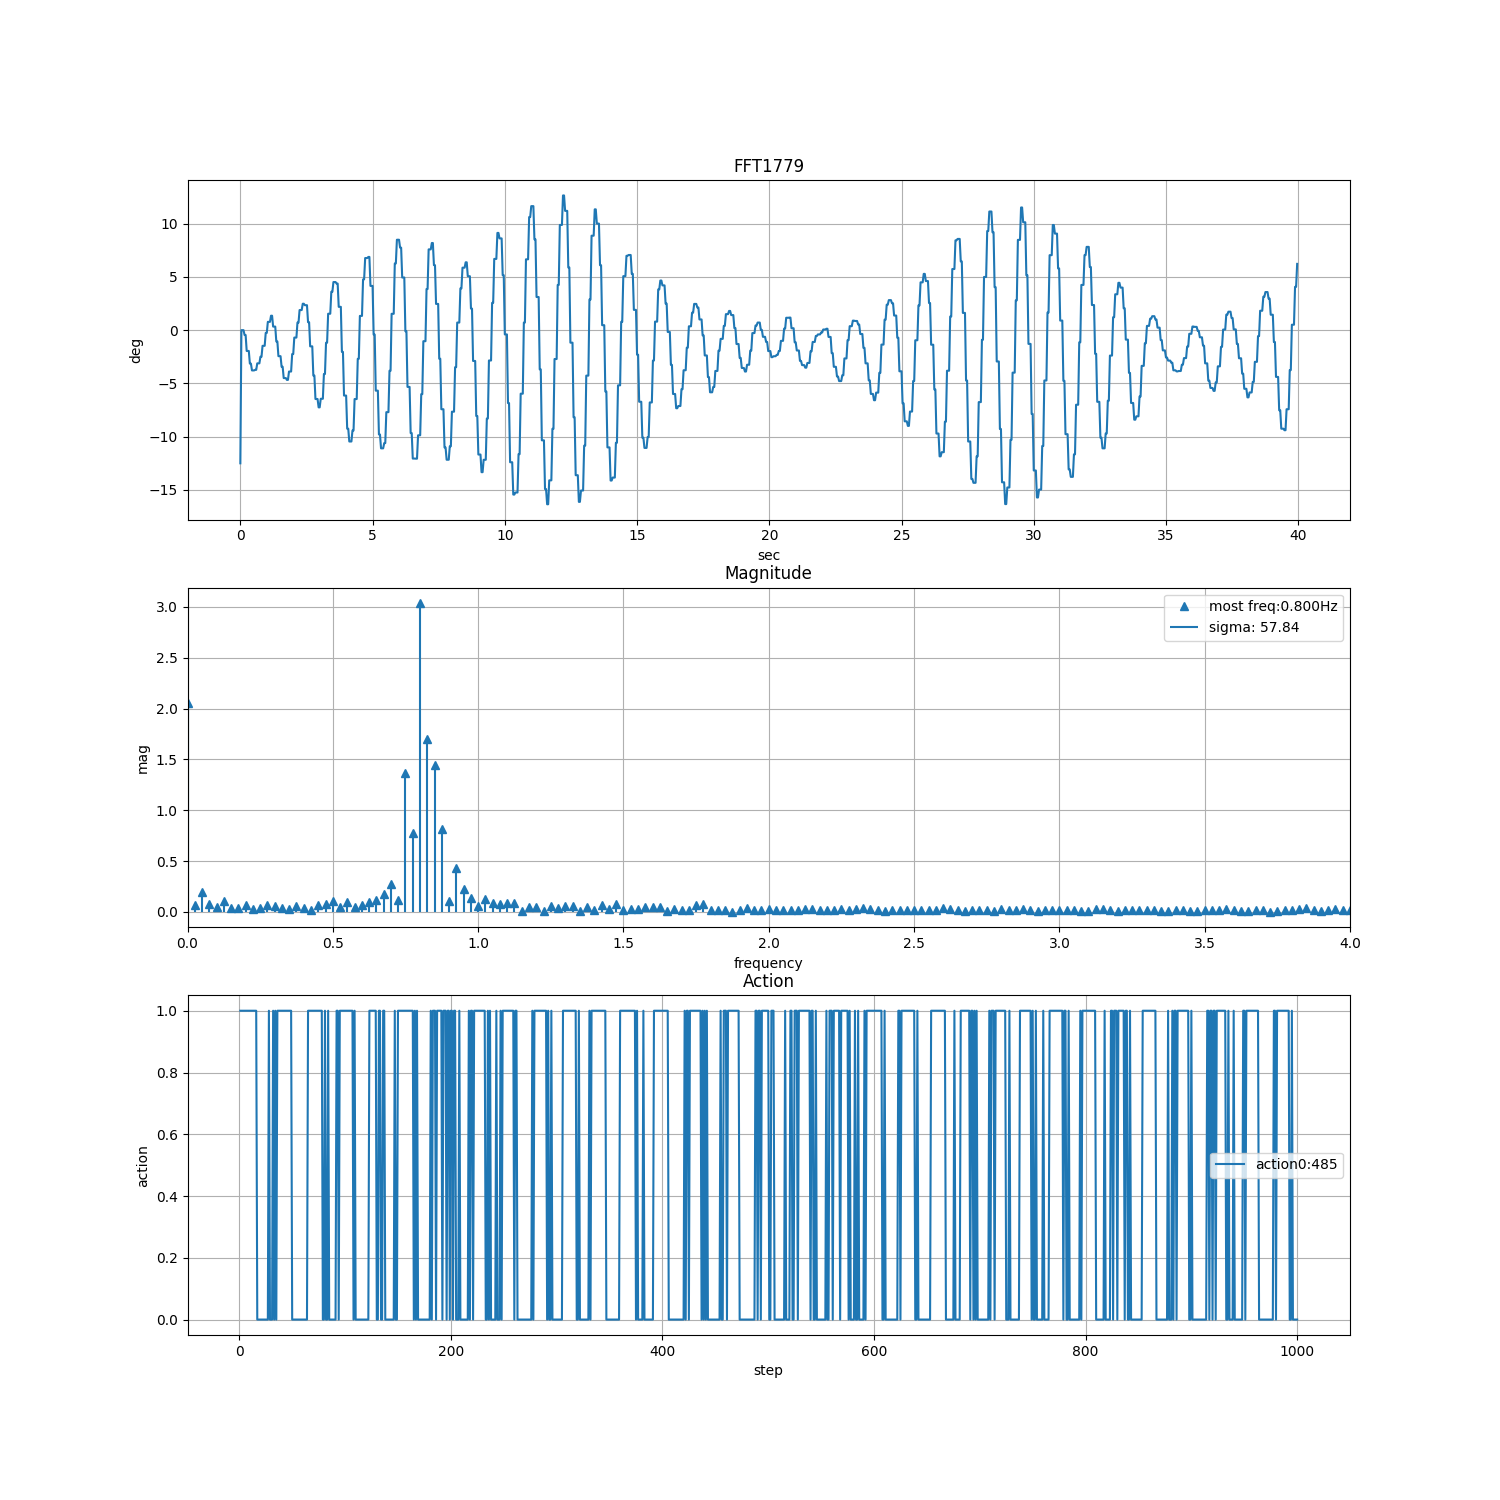 FFT1779
10
5
0
−5
−10
−15
deg
0 5 10 15 20 25 30 35 40
sec
Magnitude
3.0
2.5
2.0
1.5
1.0
0.5
0.0
mag
most freq:0.800Hz
sigma: 57.84
0.0 0.5 1.0 1.5 2.0 2.5 3.0 3.5 4.0
frequency
Action
1.0
0.8
0.6
0.4
0.2
0.0
action
action0:485
0 200 400 600 800 1000
step